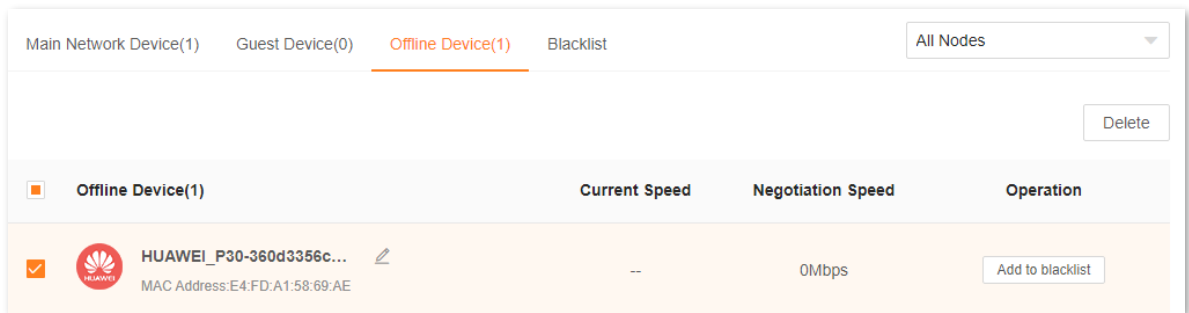 Main Network Device(1) Guest Device(0) Offline Device(1) Blacklist All Nodes
Delete
Offline Device(1) Current Speed Negotiation Speed Operation
HUAWEI_P30-360d3356c...
HUAWEI
MAC Address:E4:FD:A1:58:69:AE
-- 0Mbps Add to blacklist